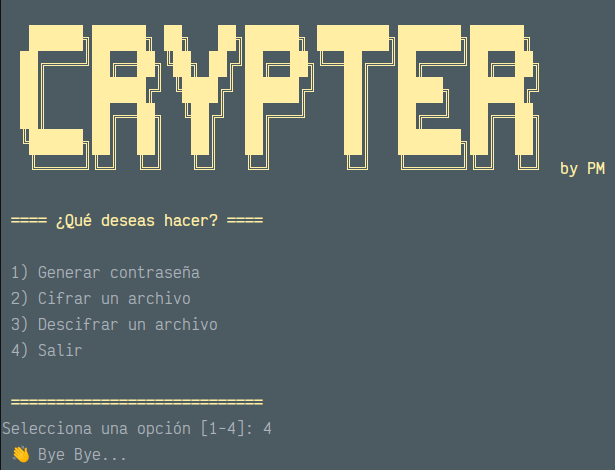 CRYPTER
by PM
==== ¿Qué deseas hacer? ====
1) Generar contraseña
2) Cifrar un archivo
3) Descifrar un archivo
4) Salir
============================
Selecciona una opción [1-4]: 4
👋 Bye Bye...